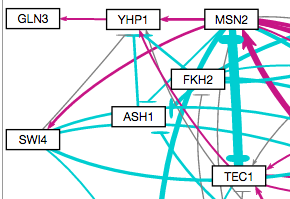 GLN3 YHP1 MSN2
FKH2
ASH1
SWI4
TEC1